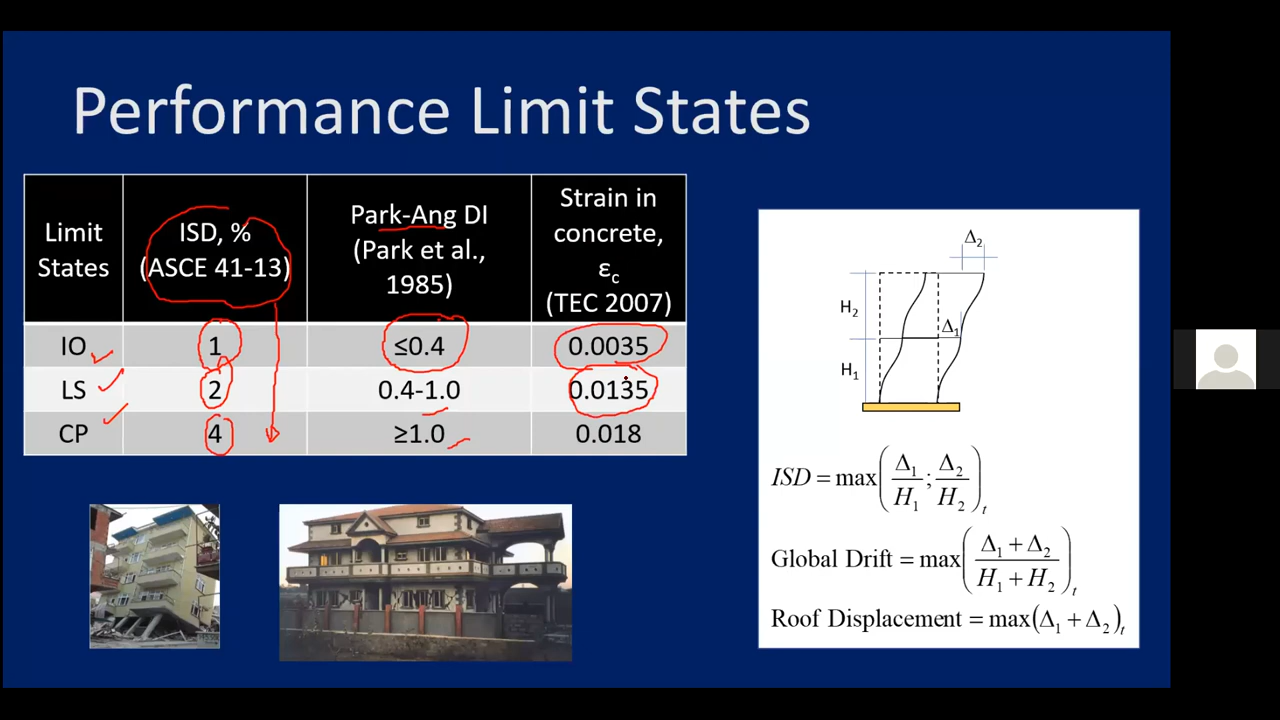 Performance Limit States
Limit
States
ISD, %
(ASCE 41-13)
Park-Ang DI
(Park et al.,
1985)
Strain in
concrete,
εc
(TEC 2007)
IO
1
≤0.4
0.0035
LS
2
0.4-1.0
0.0135
CP
4
≥1.0
0.018
Δ2
H2
Δ1
H1
ISD = max(Δ1/H1 ; Δ2/H2)t
Global Drift = max((Δ1 + Δ2)/(H1 + H2))t
Roof Displacement = max(Δ1 + Δ2)t